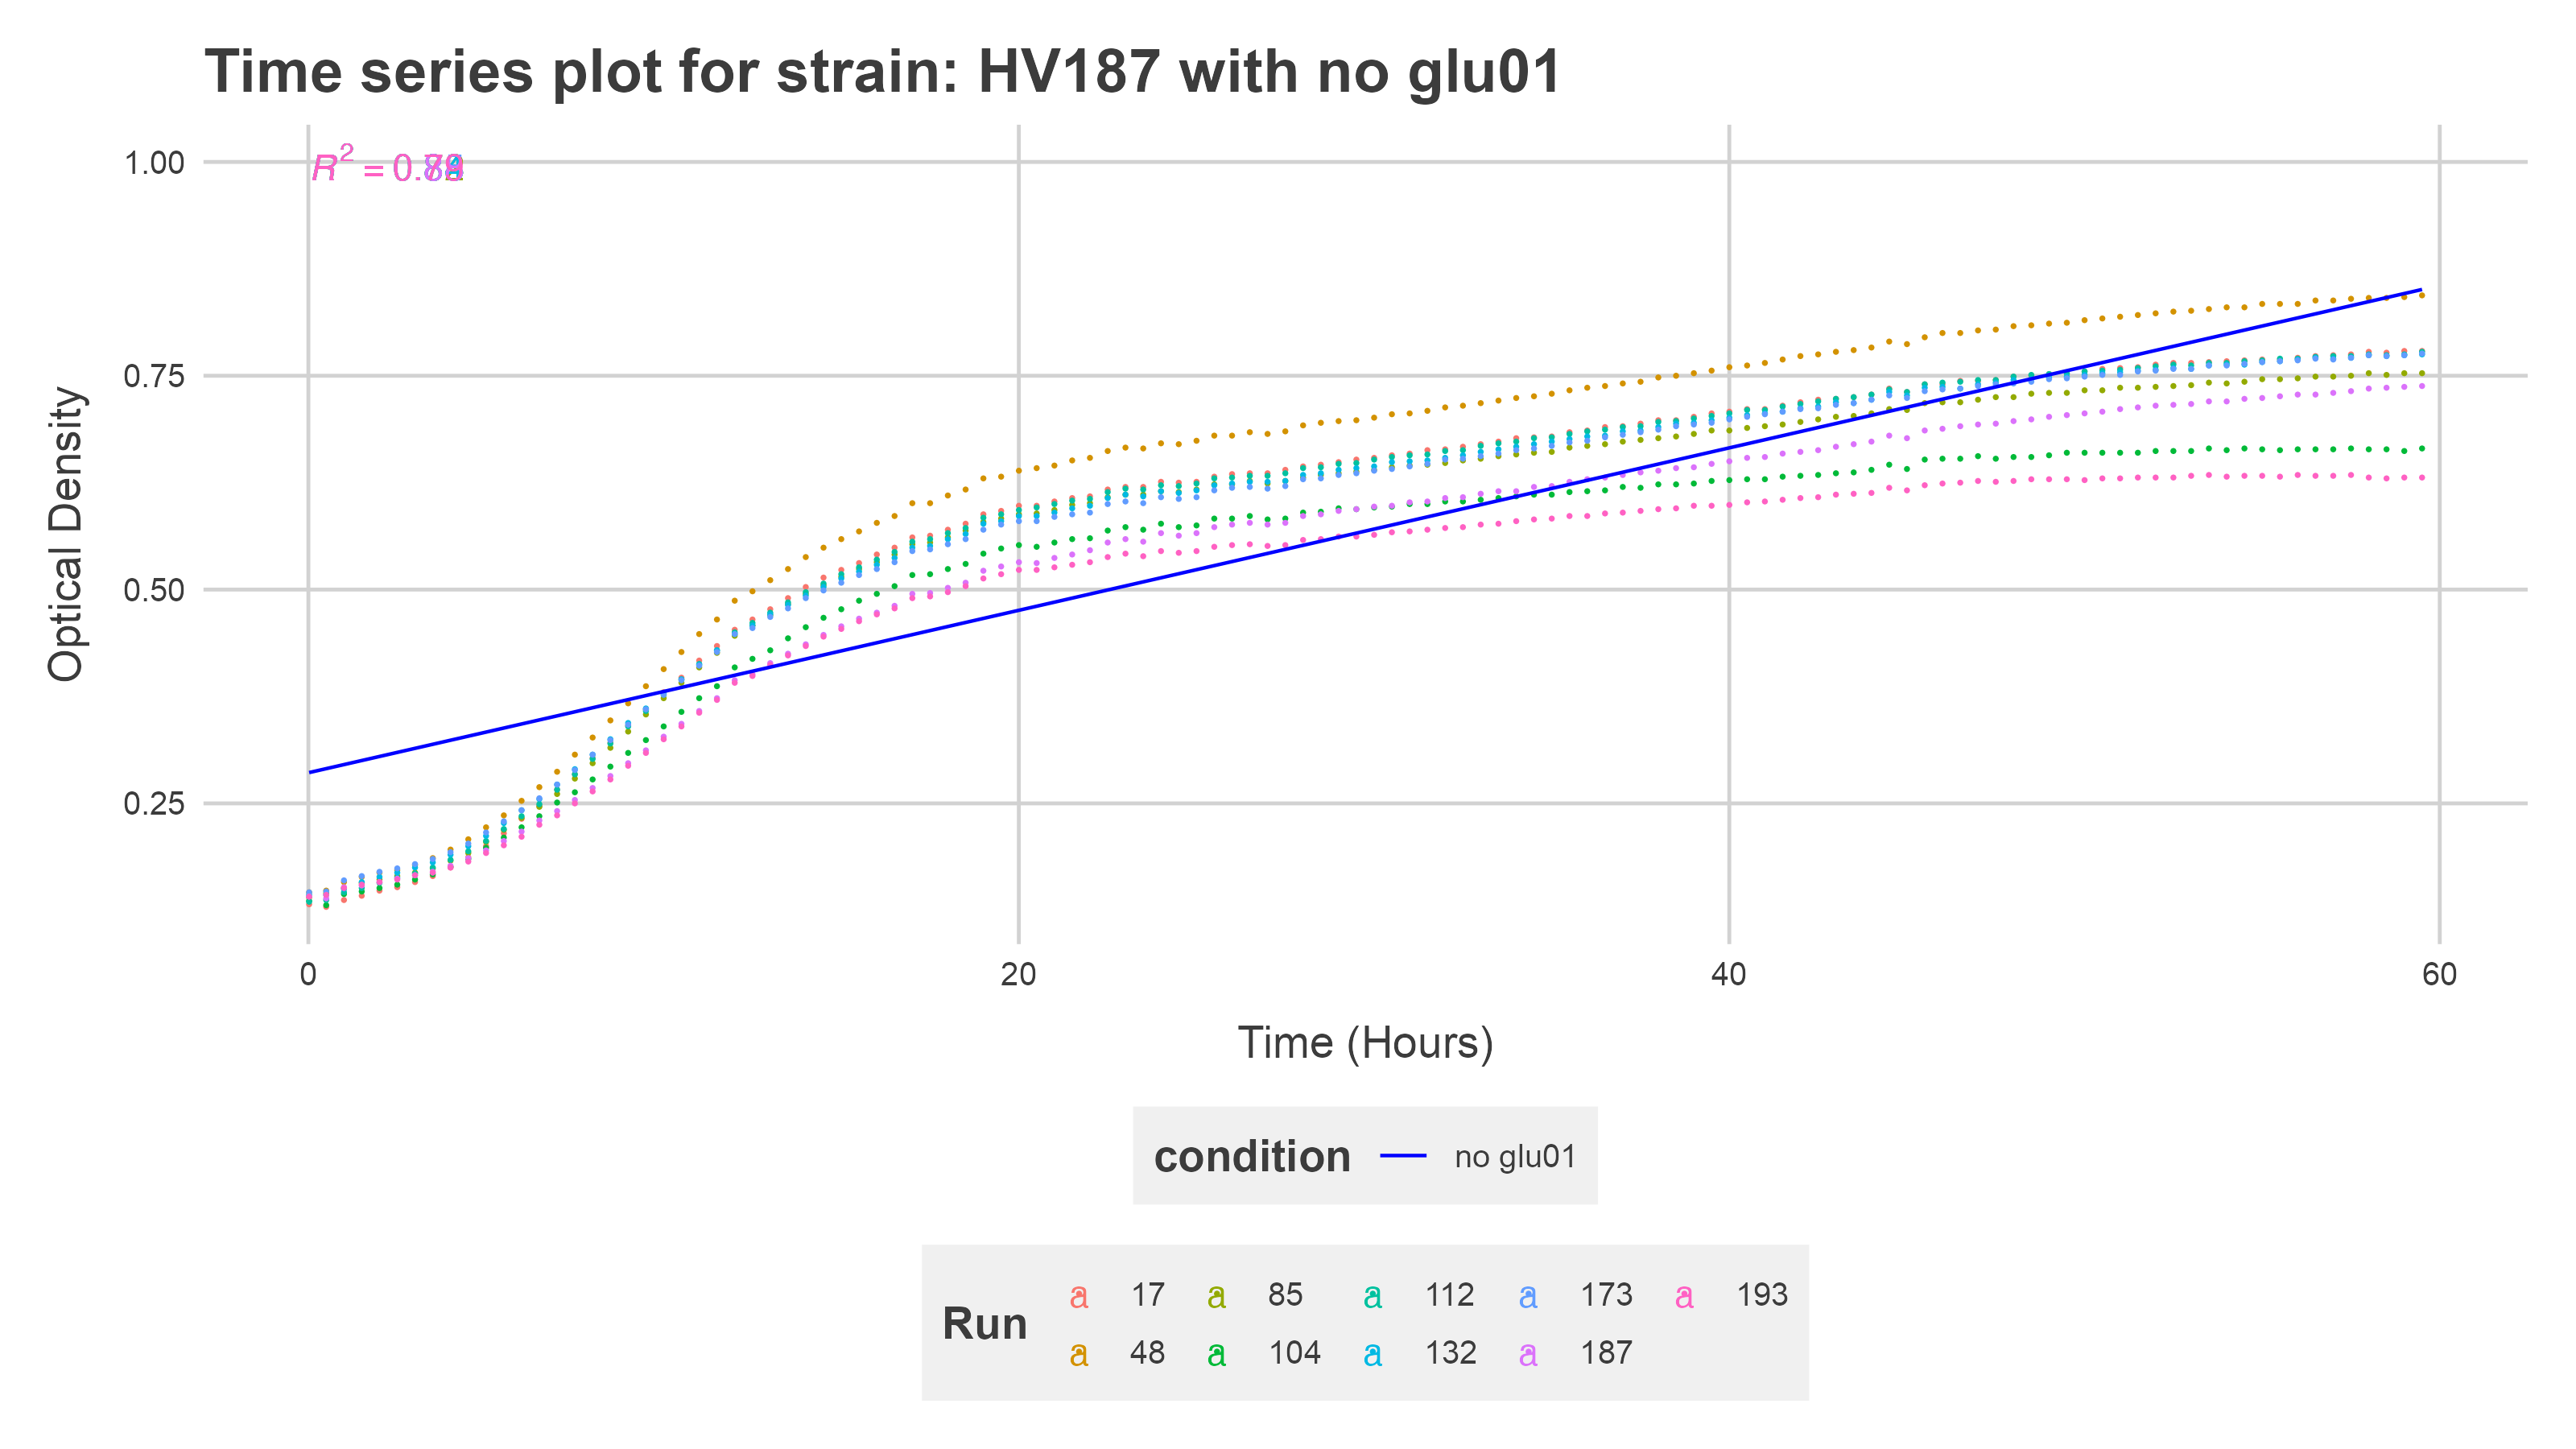 Time series plot for strain: HV187 with no glu01
1.00
R² = 0.
0.75
0.50
0.25
Optical Density
0 20 40 60
Time (Hours)
condition no glu01
Run
a 17 a 85 a 112 a 173 a 193
a 48 a 104 a 132 a 187